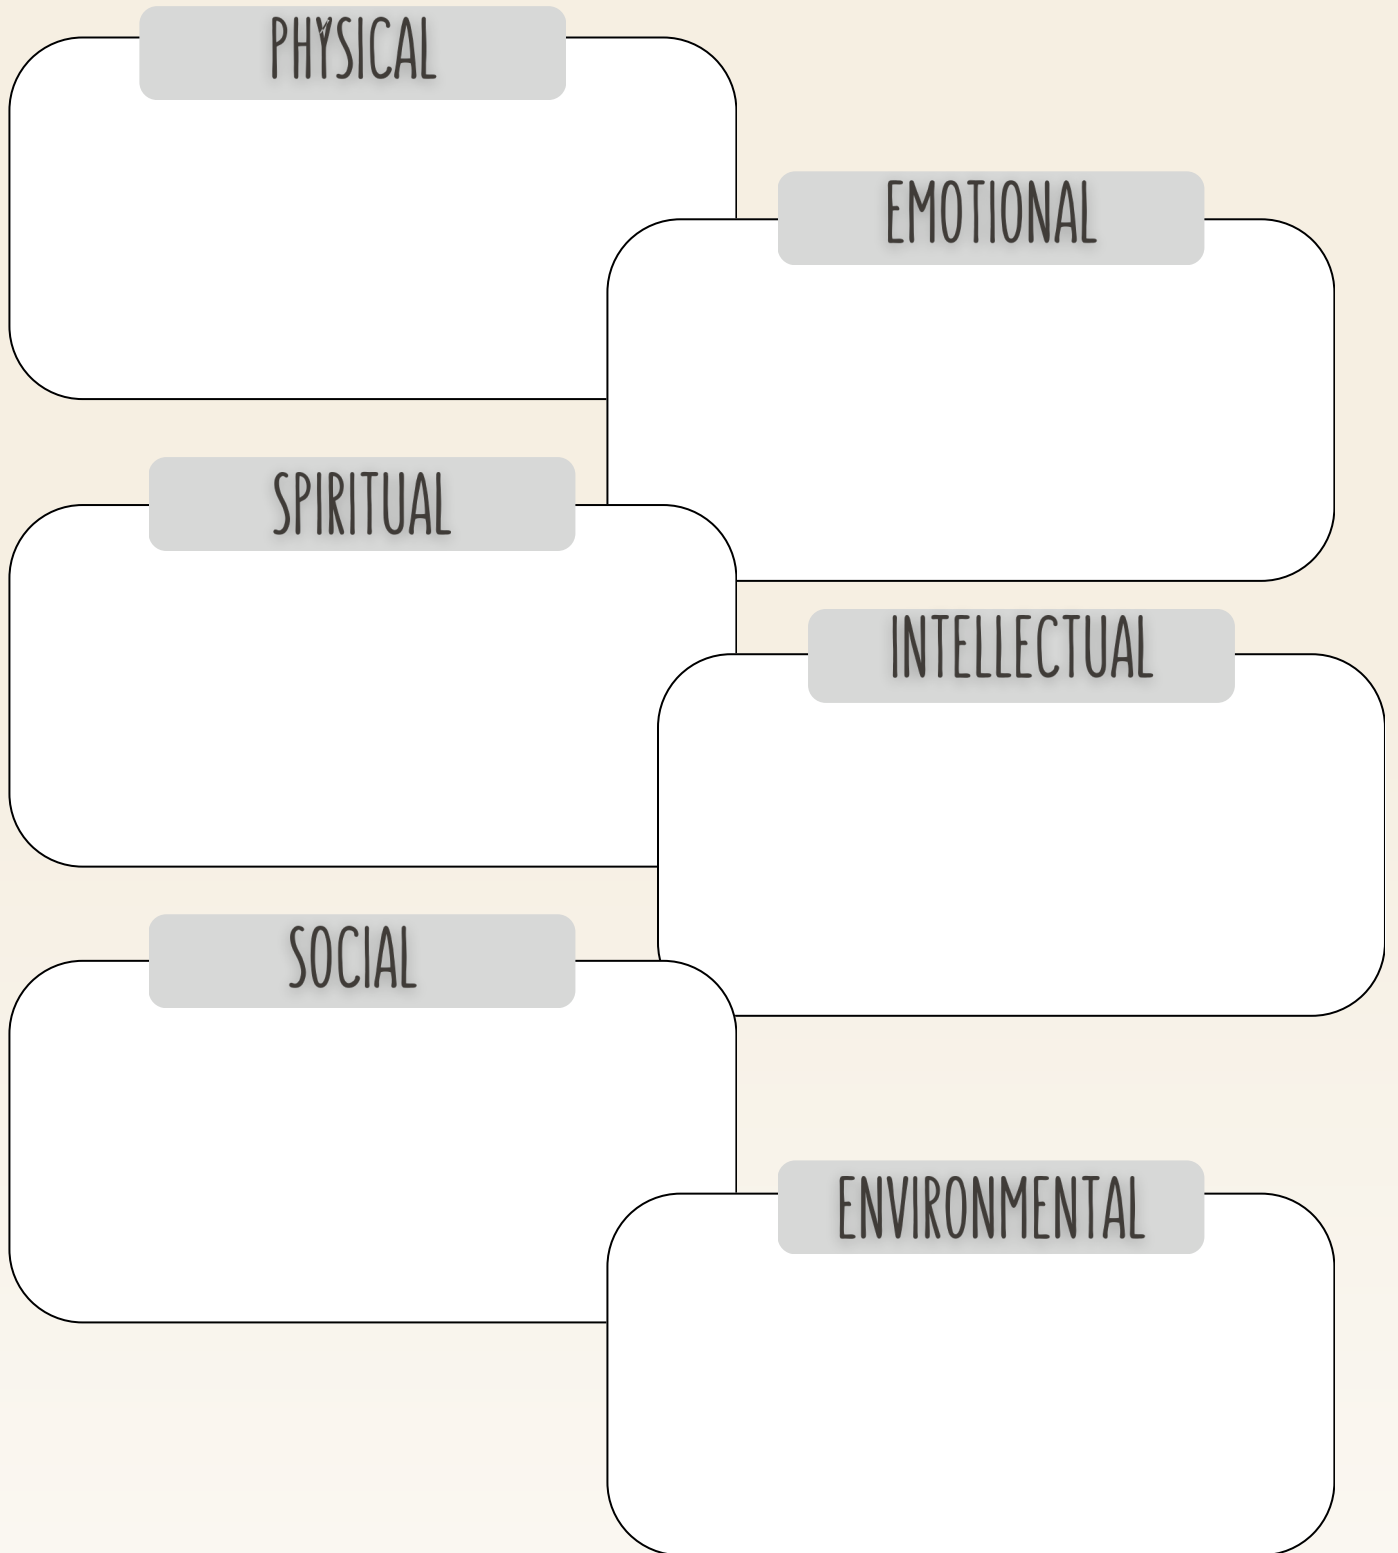 PHYSICAL
EMOTIONAL
SPIRITUAL
INTELLECTUAL
SOCIAL
ENVIRONMENTAL